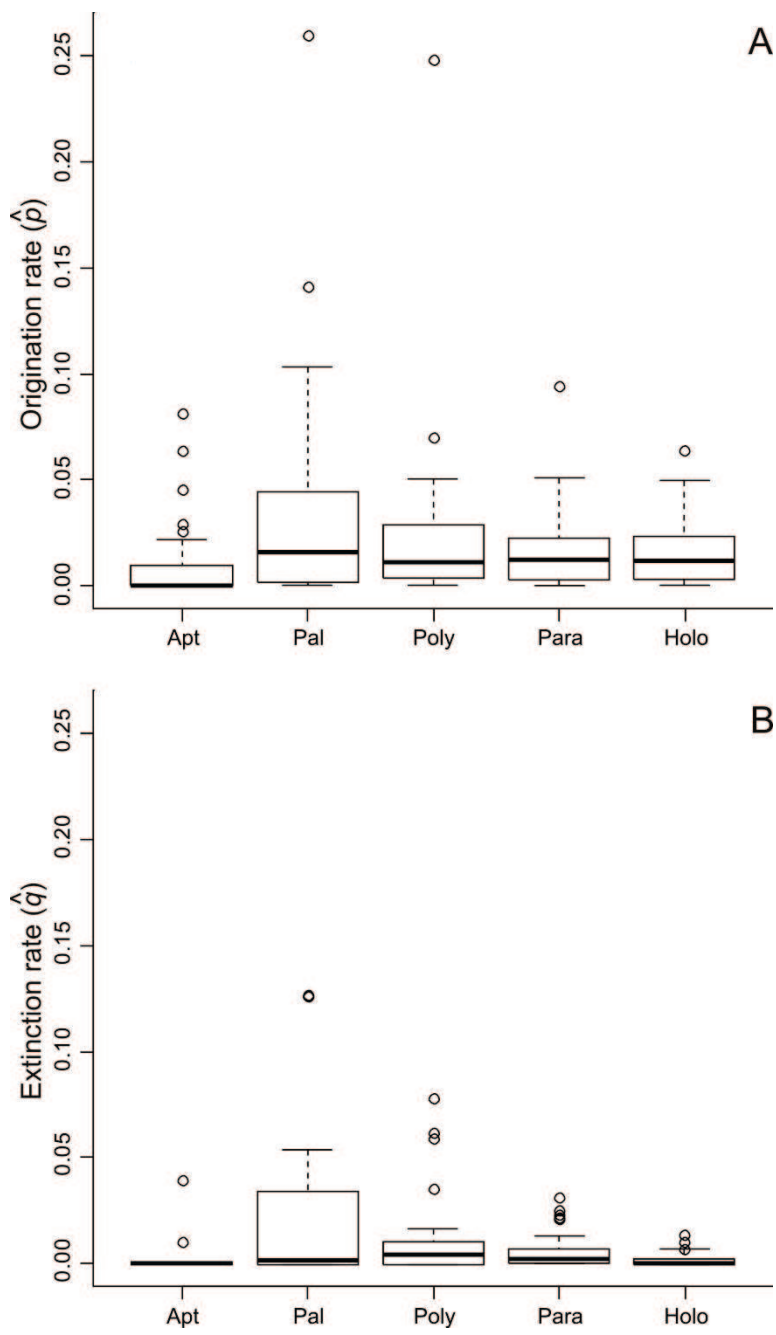 A
Origination rate (p̂)
0.25
0.20
0.15
0.10
0.05
0.00
Apt Pal Poly Para Holo
B
Extinction rate (q̂)
0.25
0.20
0.15
0.10
0.05
0.00
Apt Pal Poly Para Holo